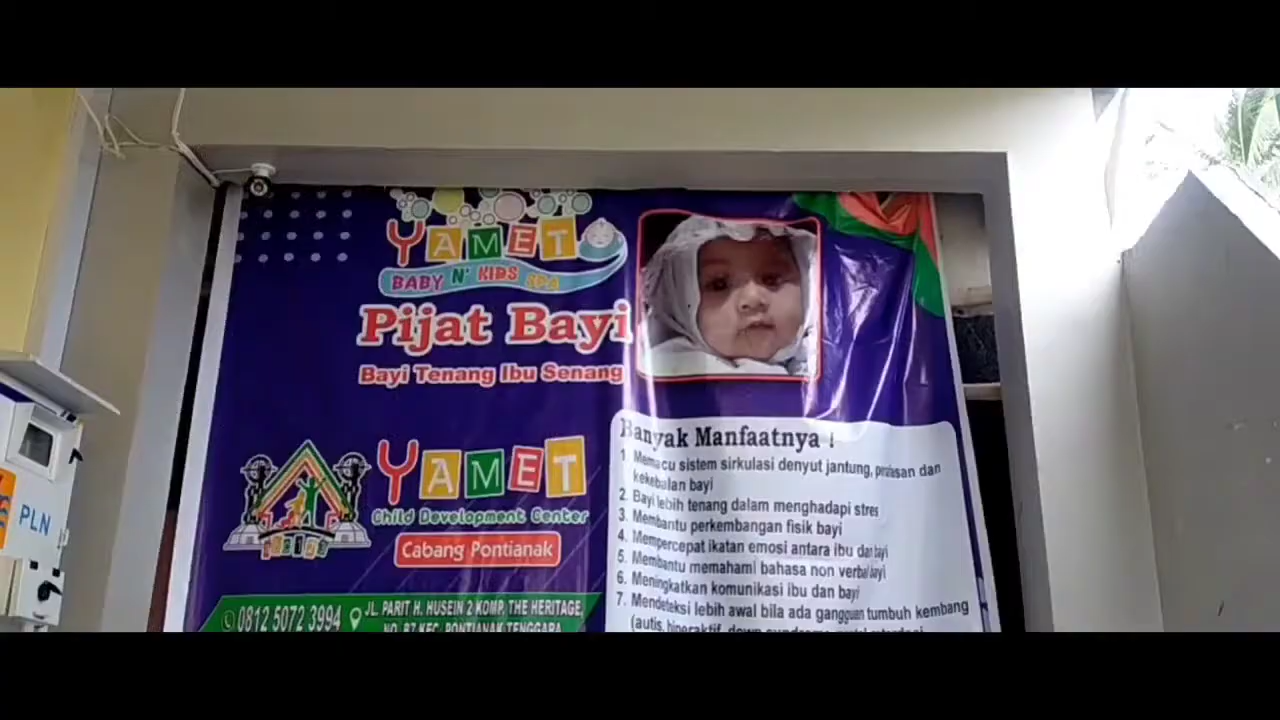 YAMET
BABY N' KIDS SPA
Pijat Bayi
Bayi Tenang Ibu Senang
YAMET
Child Development Center
Cabang Pontianak
0812 5072 3994
JL. PARIT H. HUSEIN 2 KOMP. THE HERITAGE,
NO. B7 KEC. PONTIANAK TENGGARA
Banyak Manfaatnya !
1. Memacu sistem sirkulasi denyut jantung, dan
kekebalan bayi
2. Bayi lebih tenang dalam menghadapi stres
3. Membantu perkembangan fisik bayi
4. Mempercepat ikatan emosi antara ibu dan bayi
5. Membantu memahami bahasa non verbal bayi
6. Meningkatkan komunikasi ibu dan bayi
7. Mendeteksi lebih awal bila ada gangguan tumbuh kembang
(autis, hiperaktif, down syndrome,
PLN